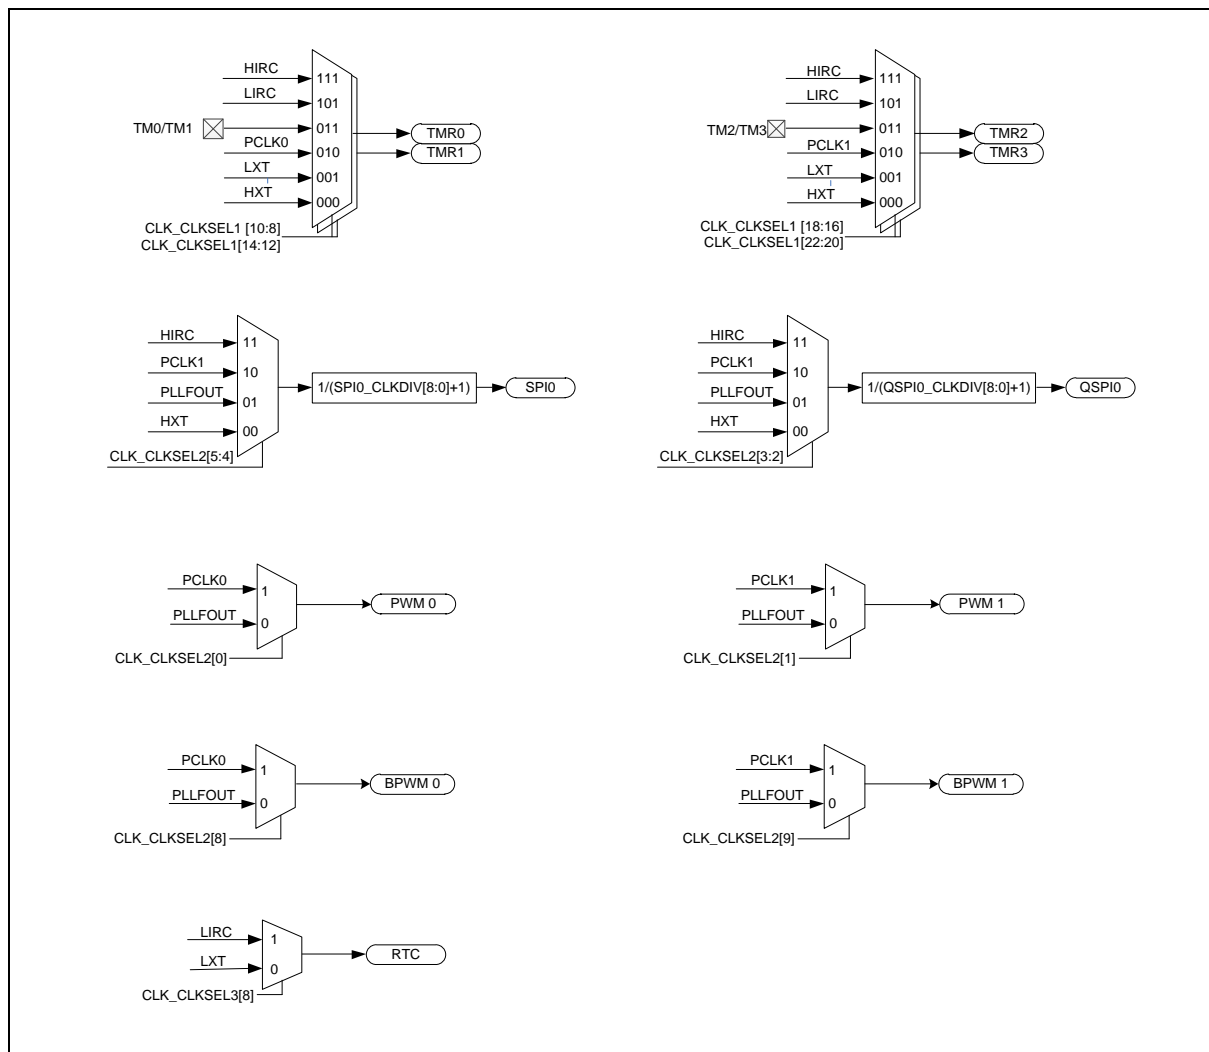 HIRC
111
LIRC
101
TM0/TM1
011
TMR0
PCLK0
010
TMR1
LXT
001
HXT
000
CLK_CLKSEL1 [10:8]
CLK_CLKSEL1[14:12]
HIRC
111
LIRC
101
TM2/TM3
011
TMR2
PCLK1
010
TMR3
LXT
001
HXT
000
CLK_CLKSEL1 [18:16]
CLK_CLKSEL1[22:20]
HIRC
11
PCLK1
10
1/(SPI0_CLKDIV[8:0]+1)
SPI0
PLLFOUT
01
HXT
00
CLK_CLKSEL2[5:4]
HIRC
11
PCLK1
10
1/(QSPI0_CLKDIV[8:0]+1)
QSPI0
PLLFOUT
01
HXT
00
CLK_CLKSEL2[3:2]
PCLK0
1
PWM 0
PLLFOUT
0
CLK_CLKSEL2[0]
PCLK1
1
PWM 1
PLLFOUT
0
CLK_CLKSEL2[1]
PCLK0
1
BPWM 0
PLLFOUT
0
CLK_CLKSEL2[8]
PCLK1
1
BPWM 1
PLLFOUT
0
CLK_CLKSEL2[9]
LIRC
1
RTC
LXT
0
CLK_CLKSEL3[8]